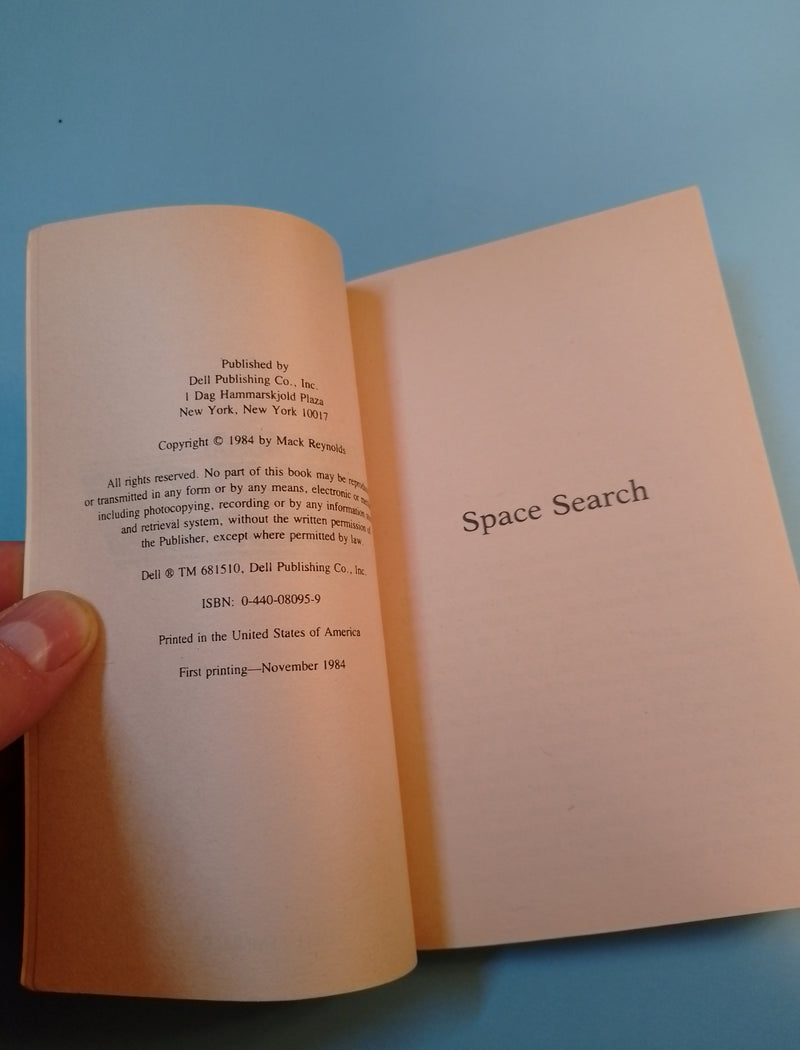 Published by
Dell Publishing Co., Inc.
1 Dag Hammarskjold Plaza
New York, New York 10017
Copyright © 1984 by Mack Reynolds
All rights reserved. No part of this book may be
or transmitted in any form or by any means, electronic or
including photocopying, recording or by any information
and retrieval system, without the written permission
the Publisher, except where permitted by law.
Dell ® TM 681510, Dell Publishing Co., Inc.
ISBN: 0-440-08095-9
Printed in the United States of America
First printing—November 1984
Space Search